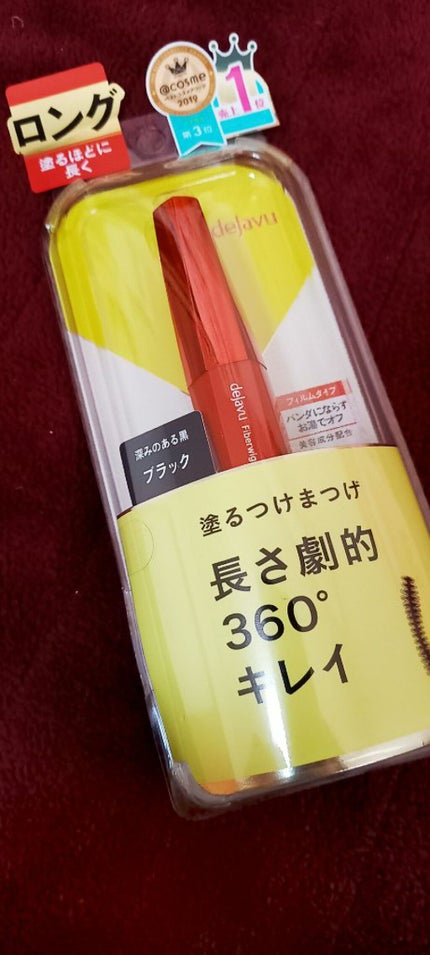 ロング
塗るほどに
長く
@cosme
2019
第3位
売上
1
位
dejavu
dejavu Fiberwig
フィルムタイプ
パンダにならず
お湯でオフ
美容成分配合
深みのある黒
ブラック
塗るつけまつげ
長さ劇的
360°
キレイ